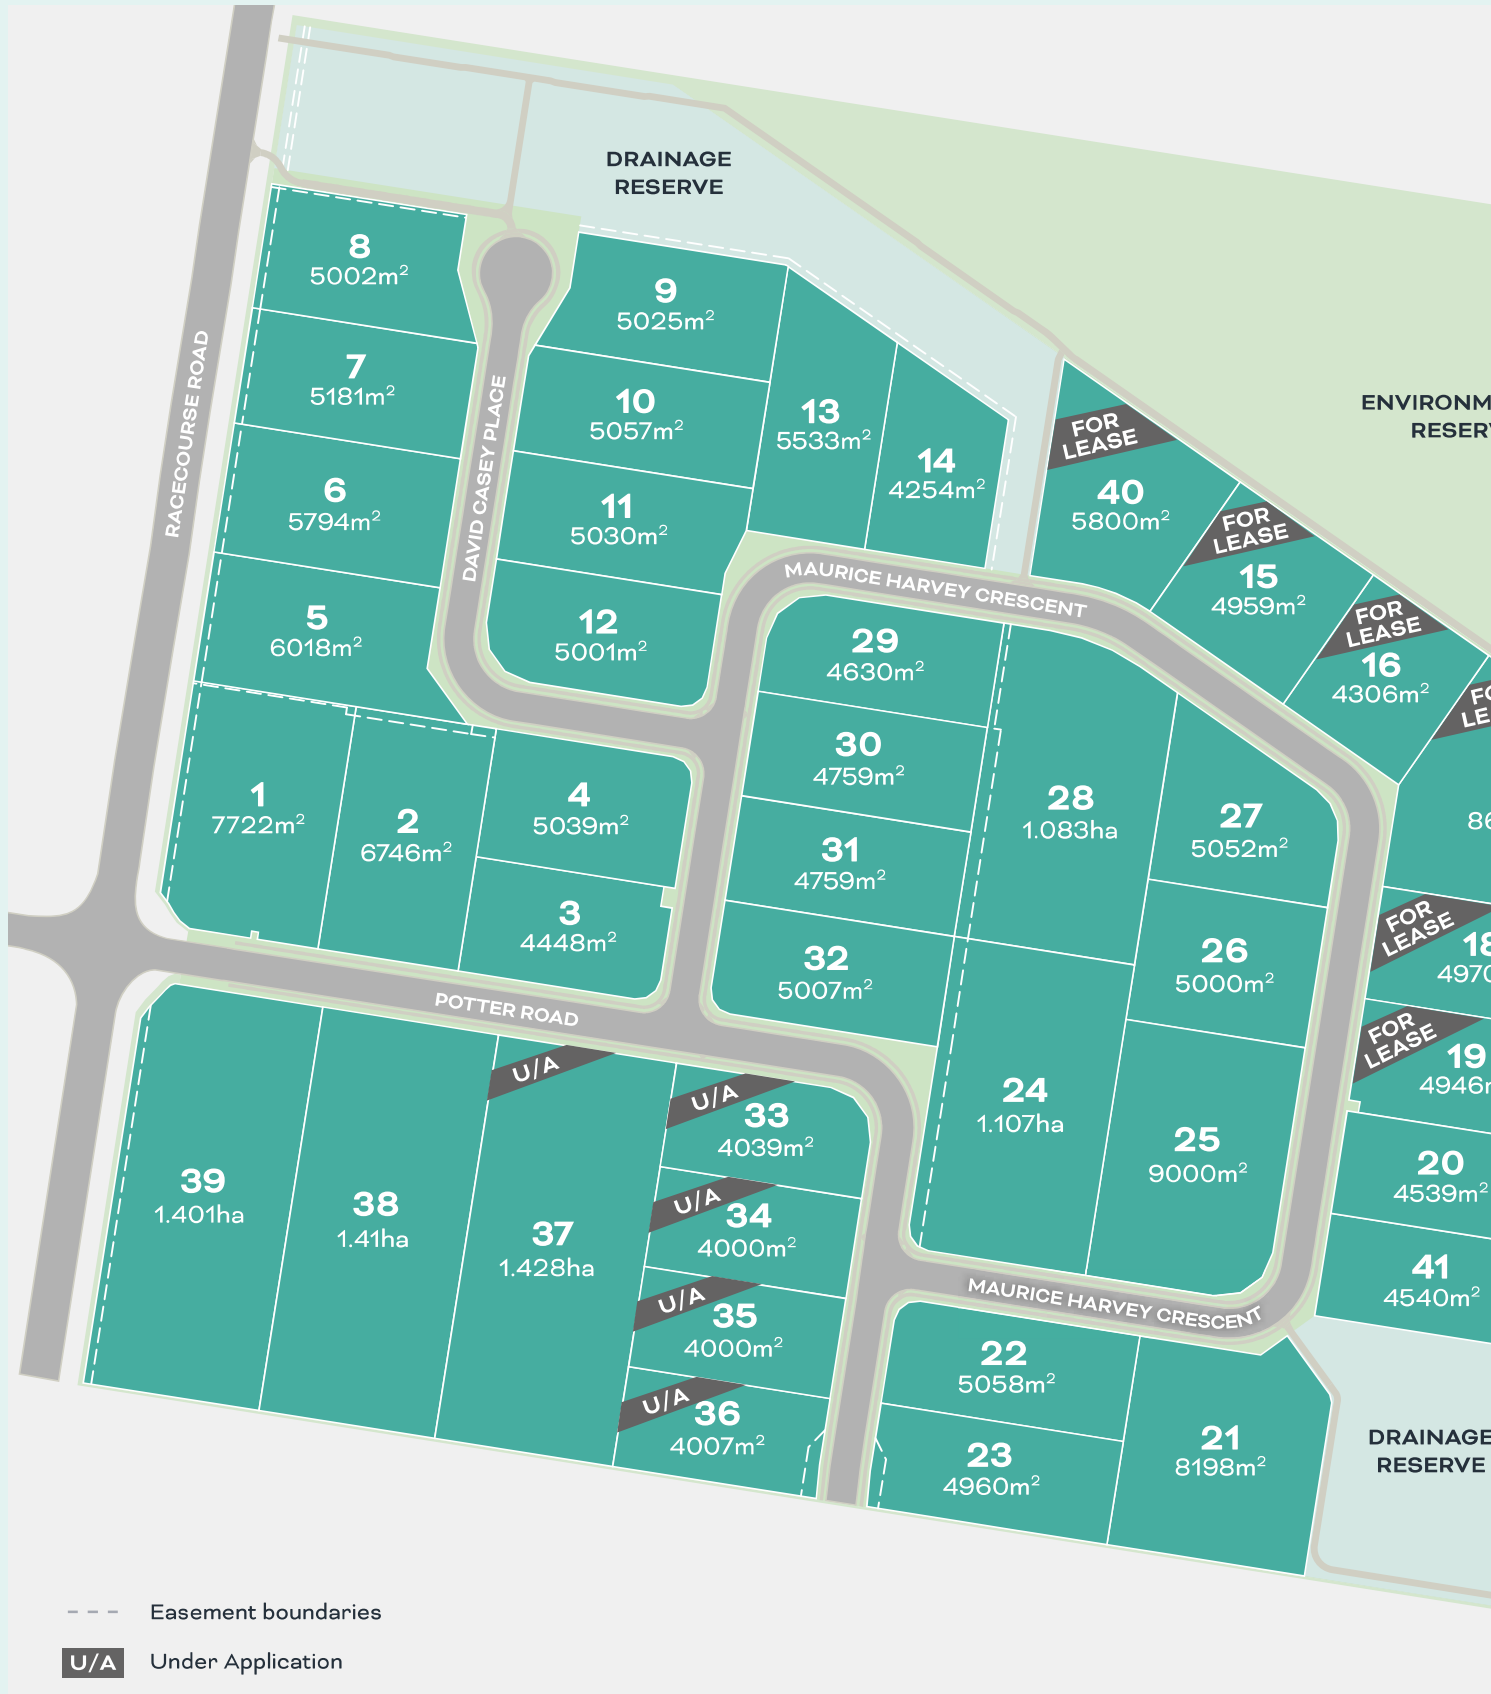 DRAINAGE
RESERVE
8
5002m²
9
5025m²
RACECOURSE ROAD
7
5181m²
DAVID CASEY PLACE
10
5057m²
13
5533m²
14
4254m²
FOR
LEASE
40
5800m²
ENVIRONM
RESER
6
5794m²
11
5030m²
FOR
LEASE
15
4959m²
MAURICE HARVEY CRESCENT
5
6018m²
12
5001m²
29
4630m²
FOR
LEASE
16
4306m²
FO
LE
30
4759m²
1
7722m²
2
6746m²
4
5039m²
28
1.083ha
27
5052m²
86
31
4759m²
3
4448m²
FOR
LEASE
18
4970
32
5007m²
26
5000m²
POTTER ROAD
FOR
LEASE
19
4946m
U/A
U/A
33
4039m²
24
1.107ha
25
9000m²
20
4539m²
39
1.401ha
38
1.41ha
37
1.428ha
U/A
34
4000m²
41
4540m²
U/A
35
4000m²
MAURICE HARVEY CRESCENT
22
5058m²
U/A
36
4007m²
23
4960m²
21
8198m²
DRAINAGE
RESERVE
Easement boundaries
U/A Under Application